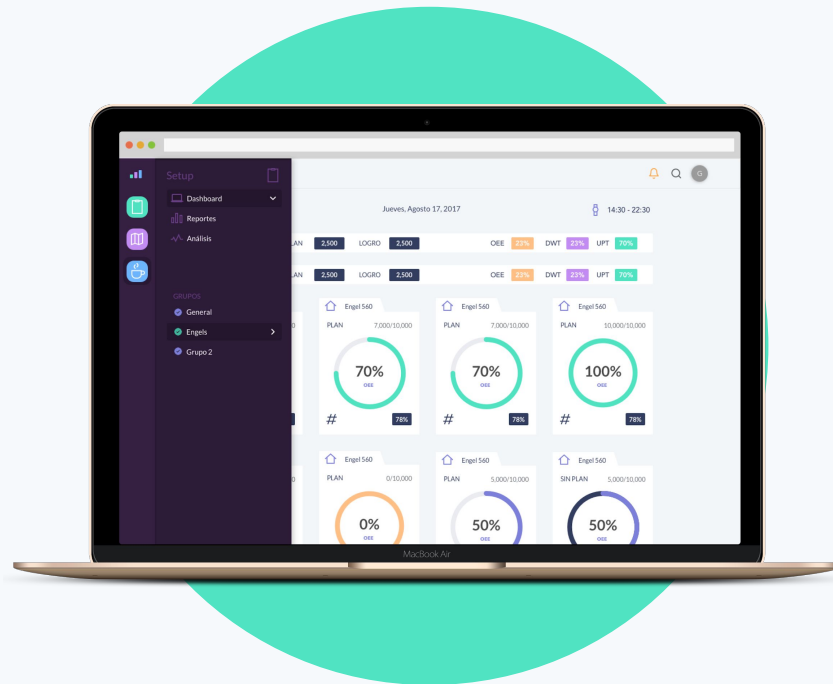 Setup
G
Dashboard
Reportes
Análisis
GRUPOS
General
Engels
Grupo 2
Jueves, Agosto 17, 2017
14:30 - 22:30
LAN 2,500 LOGRO 2,500 OEE 23% DWT 23% UPT 70%
LAN 2,500 LOGRO 2,500 OEE 23% DWT 23% UPT 70%
Engel 560 Engel 560 Engel 560
0 PLAN 7,000/10,000 PLAN 7,000/10,000 PLAN 10,000/10,000
70% 70% 100%
OEE OEE OEE
# 78% # 78% # 78%
Engel 560 Engel 560 Engel 560
0 PLAN 0/10,000 PLAN 5,000/10,000 SIN PLAN 5,000/10,000
0% 50% 50%
OEE OEE OEE
MacBook Air